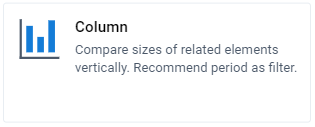 Column
Compare sizes of related elements
vertically. Recommend period as filter.